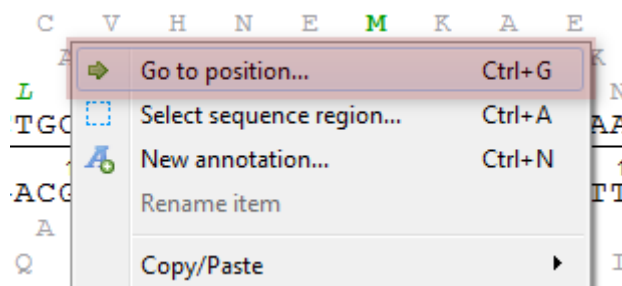 C V H N E M K A E
A K
L N
TGC AA
Go to position... Ctrl+G
Select sequence region... Ctrl+A
New annotation... Ctrl+N
Rename item
Copy/Paste
ACG TT
A
Q I